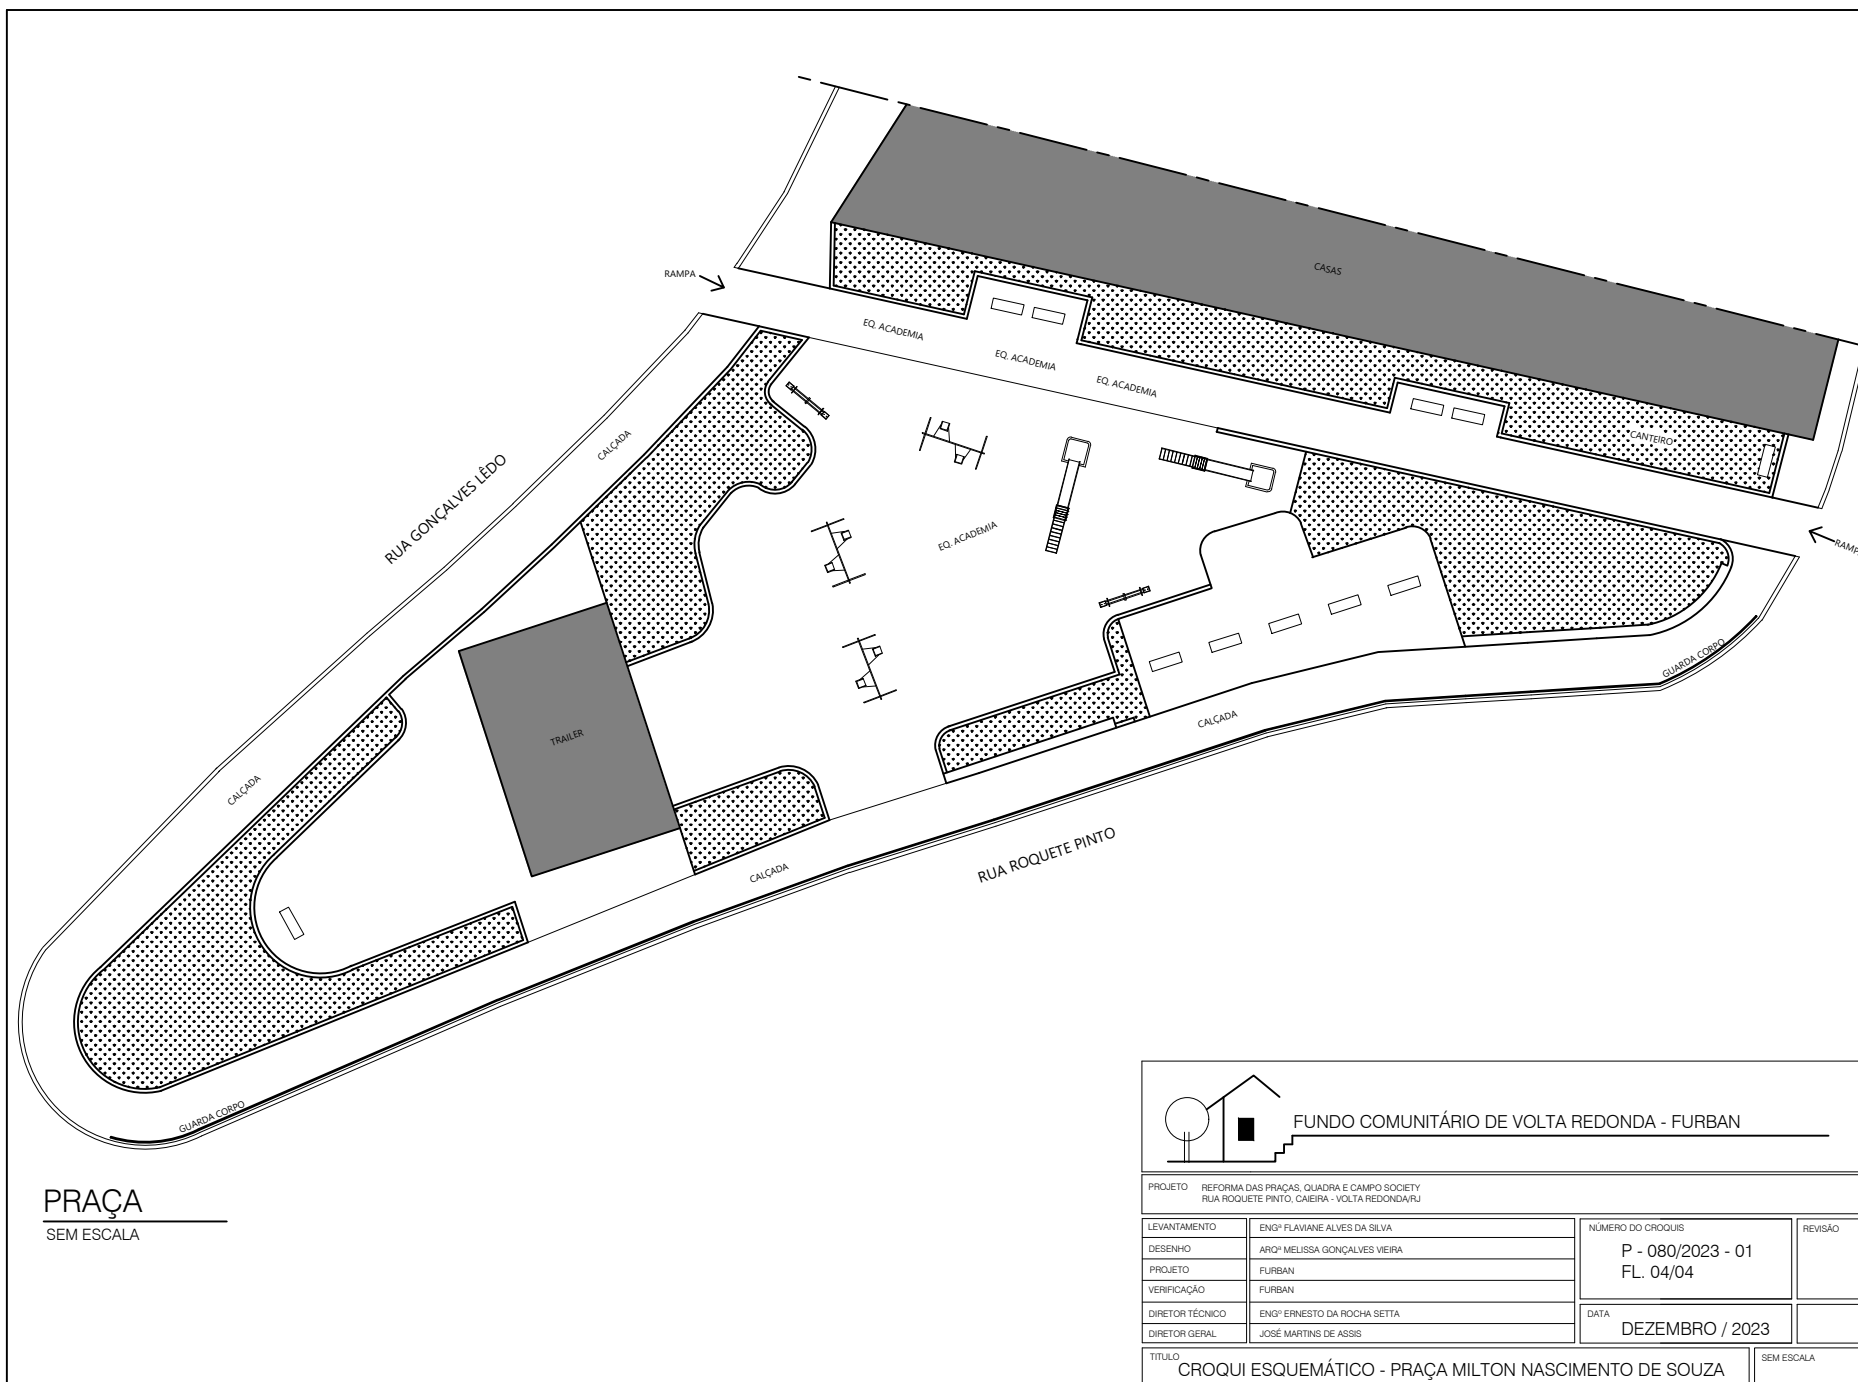 CASAS
RAMPA
EQ. ACADEMIA
EQ. ACADEMIA
EQ. ACADEMIA
CANTEIRO
CALÇADA
RUA GONÇALVES LÊDO
EQ. ACADEMIA
RAMPA
GUARDA CORPO
TRAILER
CALÇADA
CALÇADA
RUA ROQUETE PINTO
CALÇADA
GUARDA CORPO
PRAÇA
SEM ESCALA
FUNDO COMUNITÁRIO DE VOLTA REDONDA - FURBAN
PROJETO REFORMA DAS PRAÇAS, QUADRA E CAMPO SOCIETY
RUA ROQUETE PINTO, CAIEIRA - VOLTA REDONDA/RJ
LEVANTAMENTO ENGª FLAVIANE ALVES DA SILVA
DESENHO ARQª MELISSA GONÇALVES VIEIRA
PROJETO FURBAN
VERIFICAÇÃO FURBAN
DIRETOR TÉCNICO ENGº ERNESTO DA ROCHA SETTA
DIRETOR GERAL JOSÉ MARTINS DE ASSIS
NÚMERO DO CROQUIS
P - 080/2023 - 01
FL. 04/04
REVISÃO
DATA
DEZEMBRO / 2023
TITULO
CROQUI ESQUEMÁTICO - PRAÇA MILTON NASCIMENTO DE SOUZA
SEM ESCALA